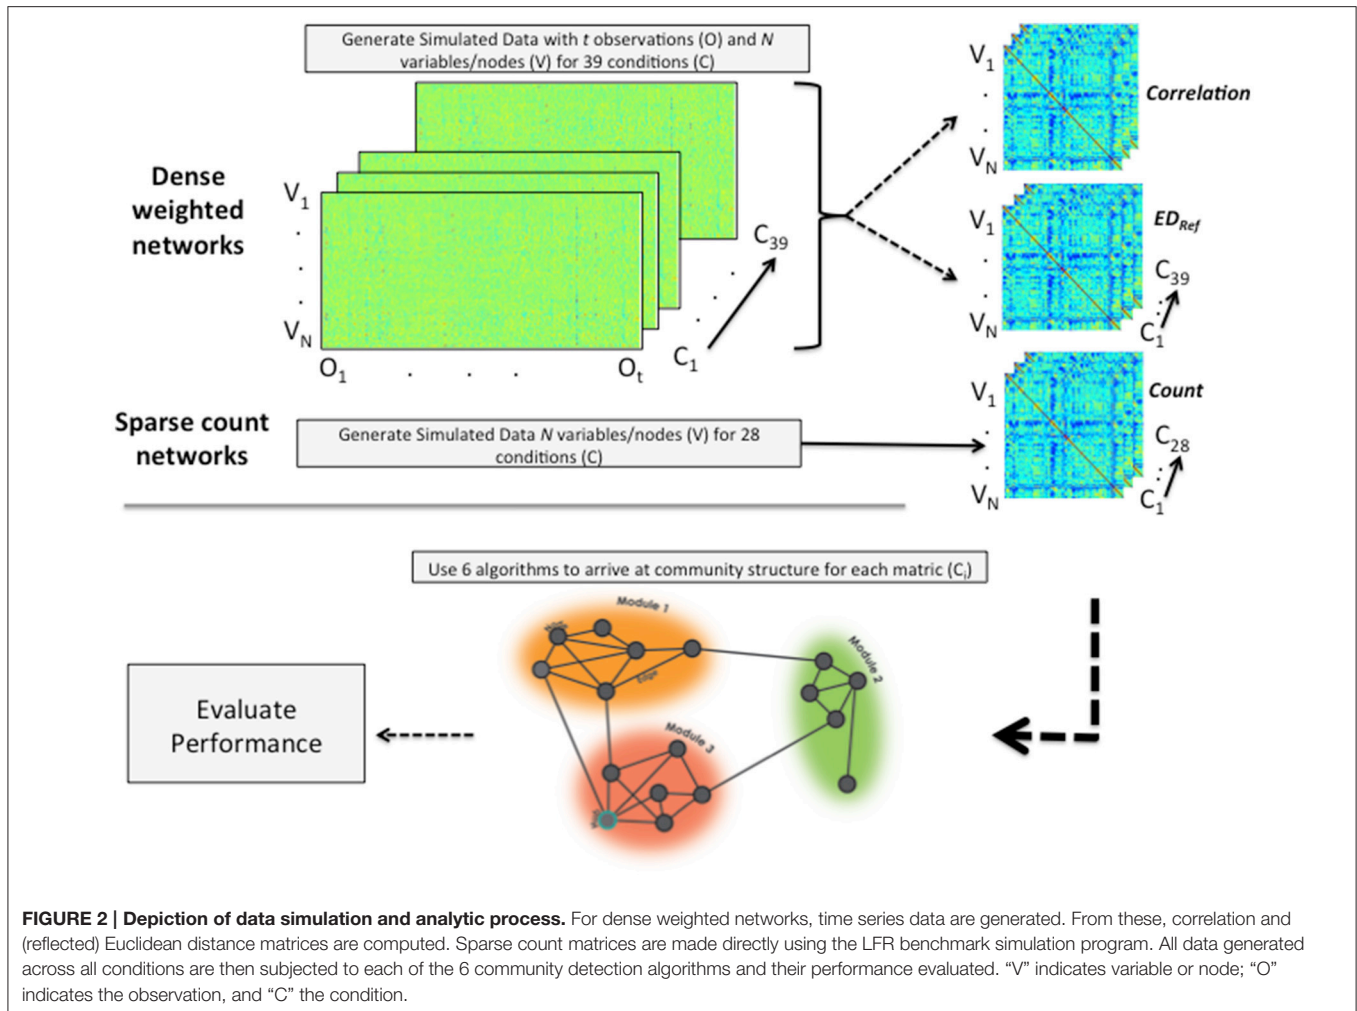 Generate Simulated Data with t observations (O) and N
variables/nodes (V) for 39 conditions (C)
Dense
weighted
networks
V1
.
.
.
VN
O1 . . . Ot
C1
.
.
.
C39
V1
.
.
VN
Correlation
V1
.
.
VN
EDRef
C39
.
.
C1
Sparse count
networks
Generate Simulated Data N variables/nodes (V) for 28
conditions (C)
V1
.
.
VN
Count
C28
.
.
C1
Use 6 algorithms to arrive at community structure for each matric (Ci)
Module 1
Edge
Module 2
Module 3
Evaluate
Performance
FIGURE 2 | Depiction of data simulation and analytic process. For dense weighted networks, time series data are generated. From these, correlation and
(reflected) Euclidean distance matrices are computed. Sparse count matrices are made directly using the LFR benchmark simulation program. All data generated
across all conditions are then subjected to each of the 6 community detection algorithms and their performance evaluated. “V” indicates variable or node; “O”
indicates the observation, and “C” the condition.